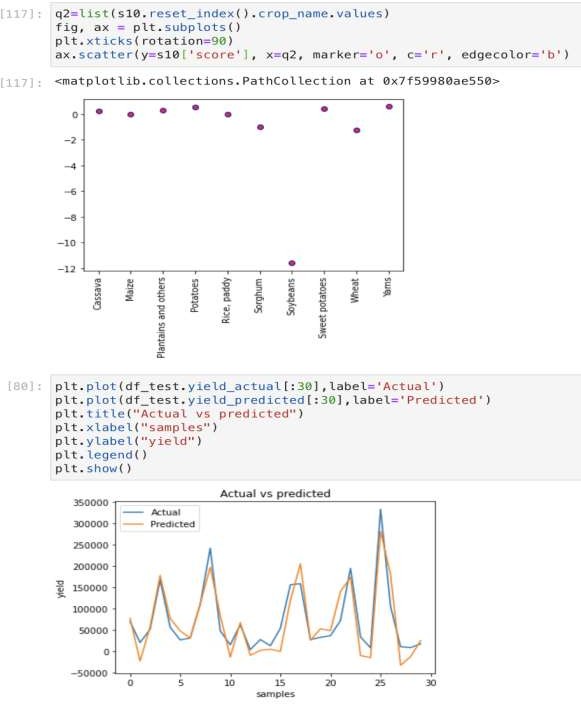 [117]: q2=list(s10.reset_index().crop_name.values)
fig, ax = plt.subplots()
plt.xticks(rotation=90)
ax.scatter(y=s10['score'], x=q2, marker='o', c='r', edgecolor='b')
[117]: <matplotlib.collections.PathCollection at 0x7f59980ae550>
0
−2
−4
−6
−8
−10
−12
Cassava
Maize
Plantains and others
Potatoes
Rice, paddy
Sorghum
Soybeans
Sweet potatoes
Wheat
Yams
[80]: plt.plot(df_test.yield_actual[:30],label='Actual')
plt.plot(df_test.yield_predicted[:30],label='Predicted')
plt.title("Actual vs predicted")
plt.xlabel("samples")
plt.ylabel("yield")
plt.legend()
plt.show()
Actual vs predicted
350000
300000
250000
200000
150000
100000
50000
0
−50000
yield
Actual
Predicted
0 5 10 15 20 25 30
samples